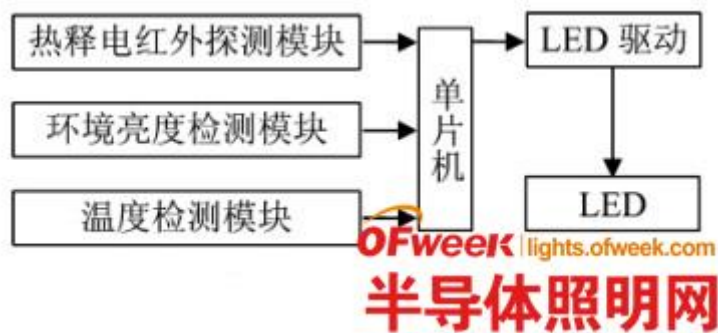 热释电红外探测模块
环境亮度检测模块
温度检测模块
单片机
LED 驱动
LED
OFweek lights.ofweek.com
半导体照明网